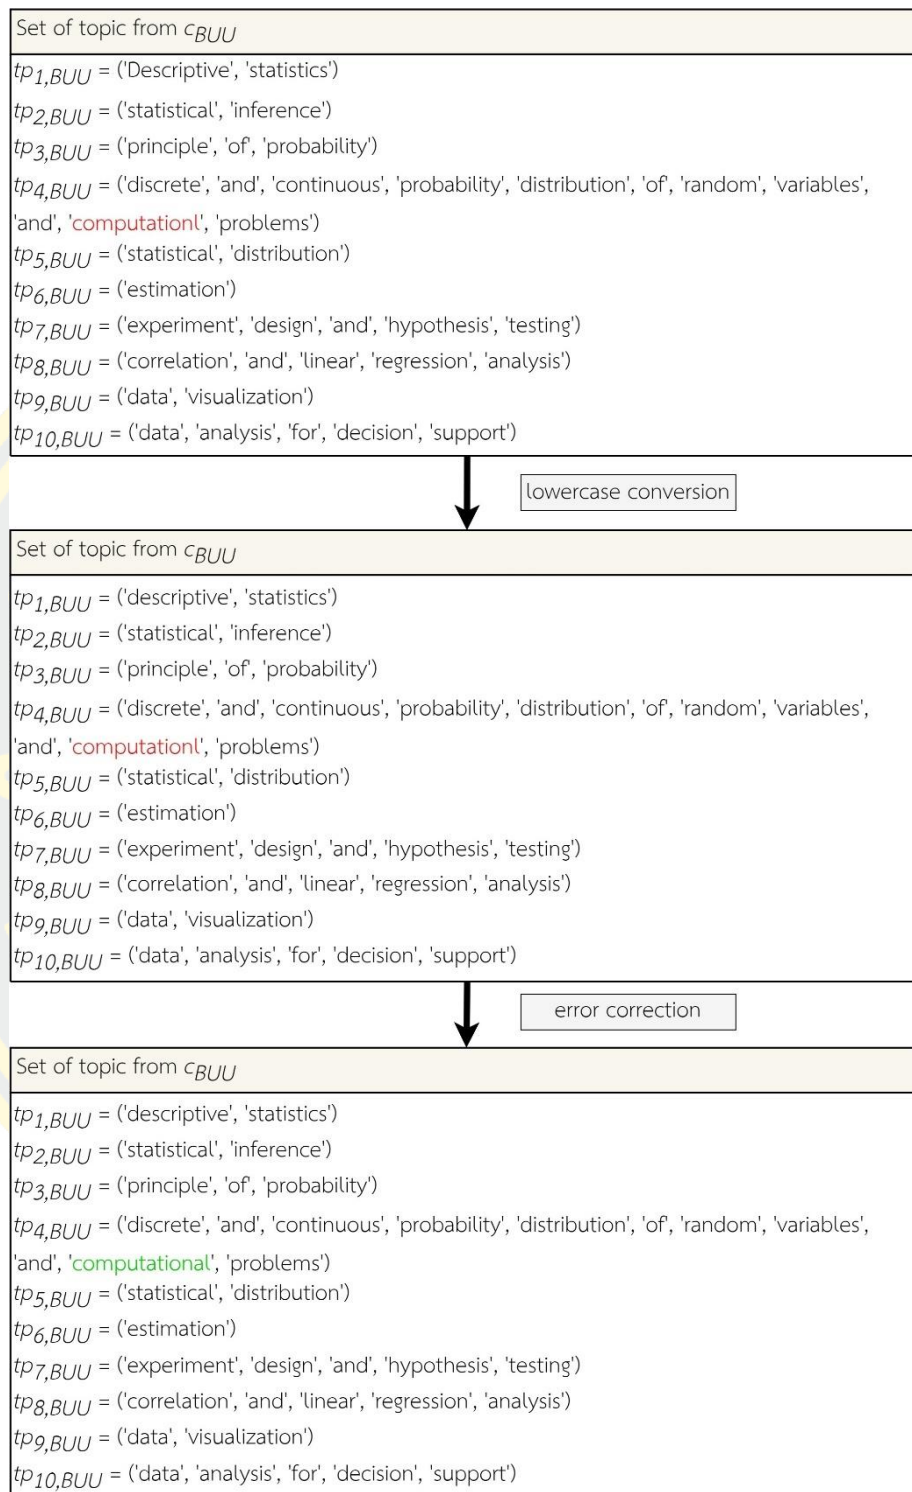 Set of topic from cBUU
tp1,BUU = ('Descriptive', 'statistics')
tp2,BUU = ('statistical', 'inference')
tp3,BUU = ('principle', 'of', 'probability')
tp4,BUU = ('discrete', 'and', 'continuous', 'probability', 'distribution', 'of', 'random', 'variables',
'and', 'computationl', 'problems')
tp5,BUU = ('statistical', 'distribution')
tp6,BUU = ('estimation')
tp7,BUU = ('experiment', 'design', 'and', 'hypothesis', 'testing')
tp8,BUU = ('correlation', 'and', 'linear', 'regression', 'analysis')
tp9,BUU = ('data', 'visualization')
tp10,BUU = ('data', 'analysis', 'for', 'decision', 'support')
lowercase conversion
Set of topic from cBUU
tp1,BUU = ('descriptive', 'statistics')
tp2,BUU = ('statistical', 'inference')
tp3,BUU = ('principle', 'of', 'probability')
tp4,BUU = ('discrete', 'and', 'continuous', 'probability', 'distribution', 'of', 'random', 'variables',
'and', 'computationl', 'problems')
tp5,BUU = ('statistical', 'distribution')
tp6,BUU = ('estimation')
tp7,BUU = ('experiment', 'design', 'and', 'hypothesis', 'testing')
tp8,BUU = ('correlation', 'and', 'linear', 'regression', 'analysis')
tp9,BUU = ('data', 'visualization')
tp10,BUU = ('data', 'analysis', 'for', 'decision', 'support')
error correction
Set of topic from cBUU
tp1,BUU = ('descriptive', 'statistics')
tp2,BUU = ('statistical', 'inference')
tp3,BUU = ('principle', 'of', 'probability')
tp4,BUU = ('discrete', 'and', 'continuous', 'probability', 'distribution', 'of', 'random', 'variables',
'and', 'computational', 'problems')
tp5,BUU = ('statistical', 'distribution')
tp6,BUU = ('estimation')
tp7,BUU = ('experiment', 'design', 'and', 'hypothesis', 'testing')
tp8,BUU = ('correlation', 'and', 'linear', 'regression', 'analysis')
tp9,BUU = ('data', 'visualization')
tp10,BUU = ('data', 'analysis', 'for', 'decision', 'support')